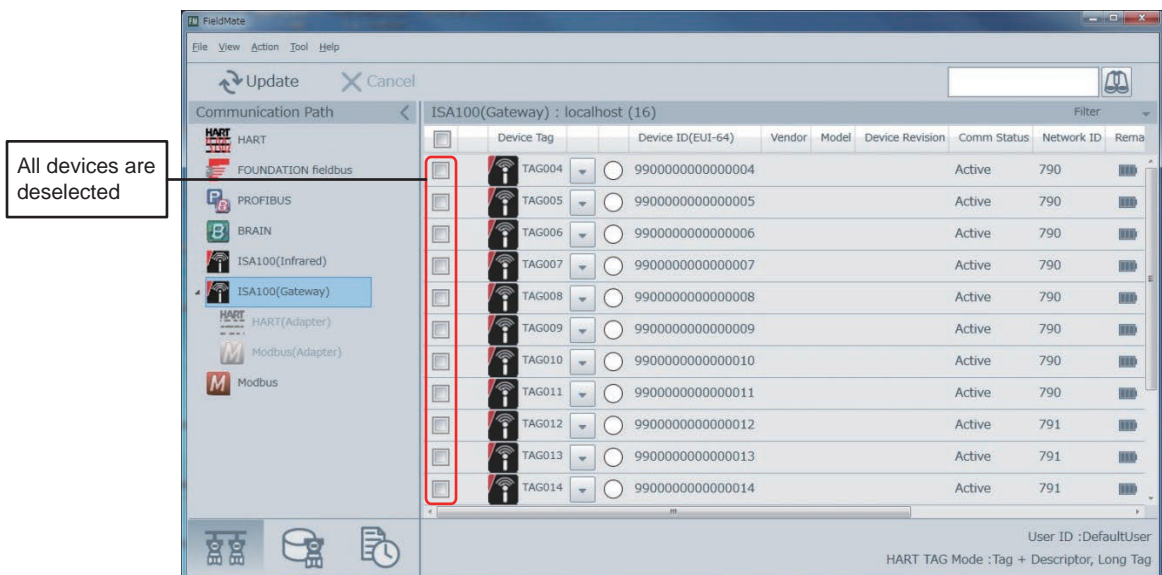 FieldMate
File View Action Tool Help
Update Cancel
Communication Path
ISA100(Gateway) : localhost (16) Filter
All devices are
deselected
HART
FOUNDATION fieldbus
PROFIBUS
BRAIN
ISA100(Infrared)
ISA100(Gateway)
HART(Adapter)
Modbus(Adapter)
Modbus
Device Tag Device ID(EUI-64) Vendor Model Device Revision Comm Status Network ID Rema
TAG004 9900000000000004 Active 790
TAG005 9900000000000005 Active 790
TAG006 9900000000000006 Active 790
TAG007 9900000000000007 Active 790
TAG008 9900000000000008 Active 790
TAG009 9900000000000009 Active 790
TAG010 9900000000000010 Active 790
TAG011 9900000000000011 Active 790
TAG012 9900000000000012 Active 791
TAG013 9900000000000013 Active 791
TAG014 9900000000000014 Active 791
User ID :DefaultUser
HART TAG Mode :Tag + Descriptor, Long Tag